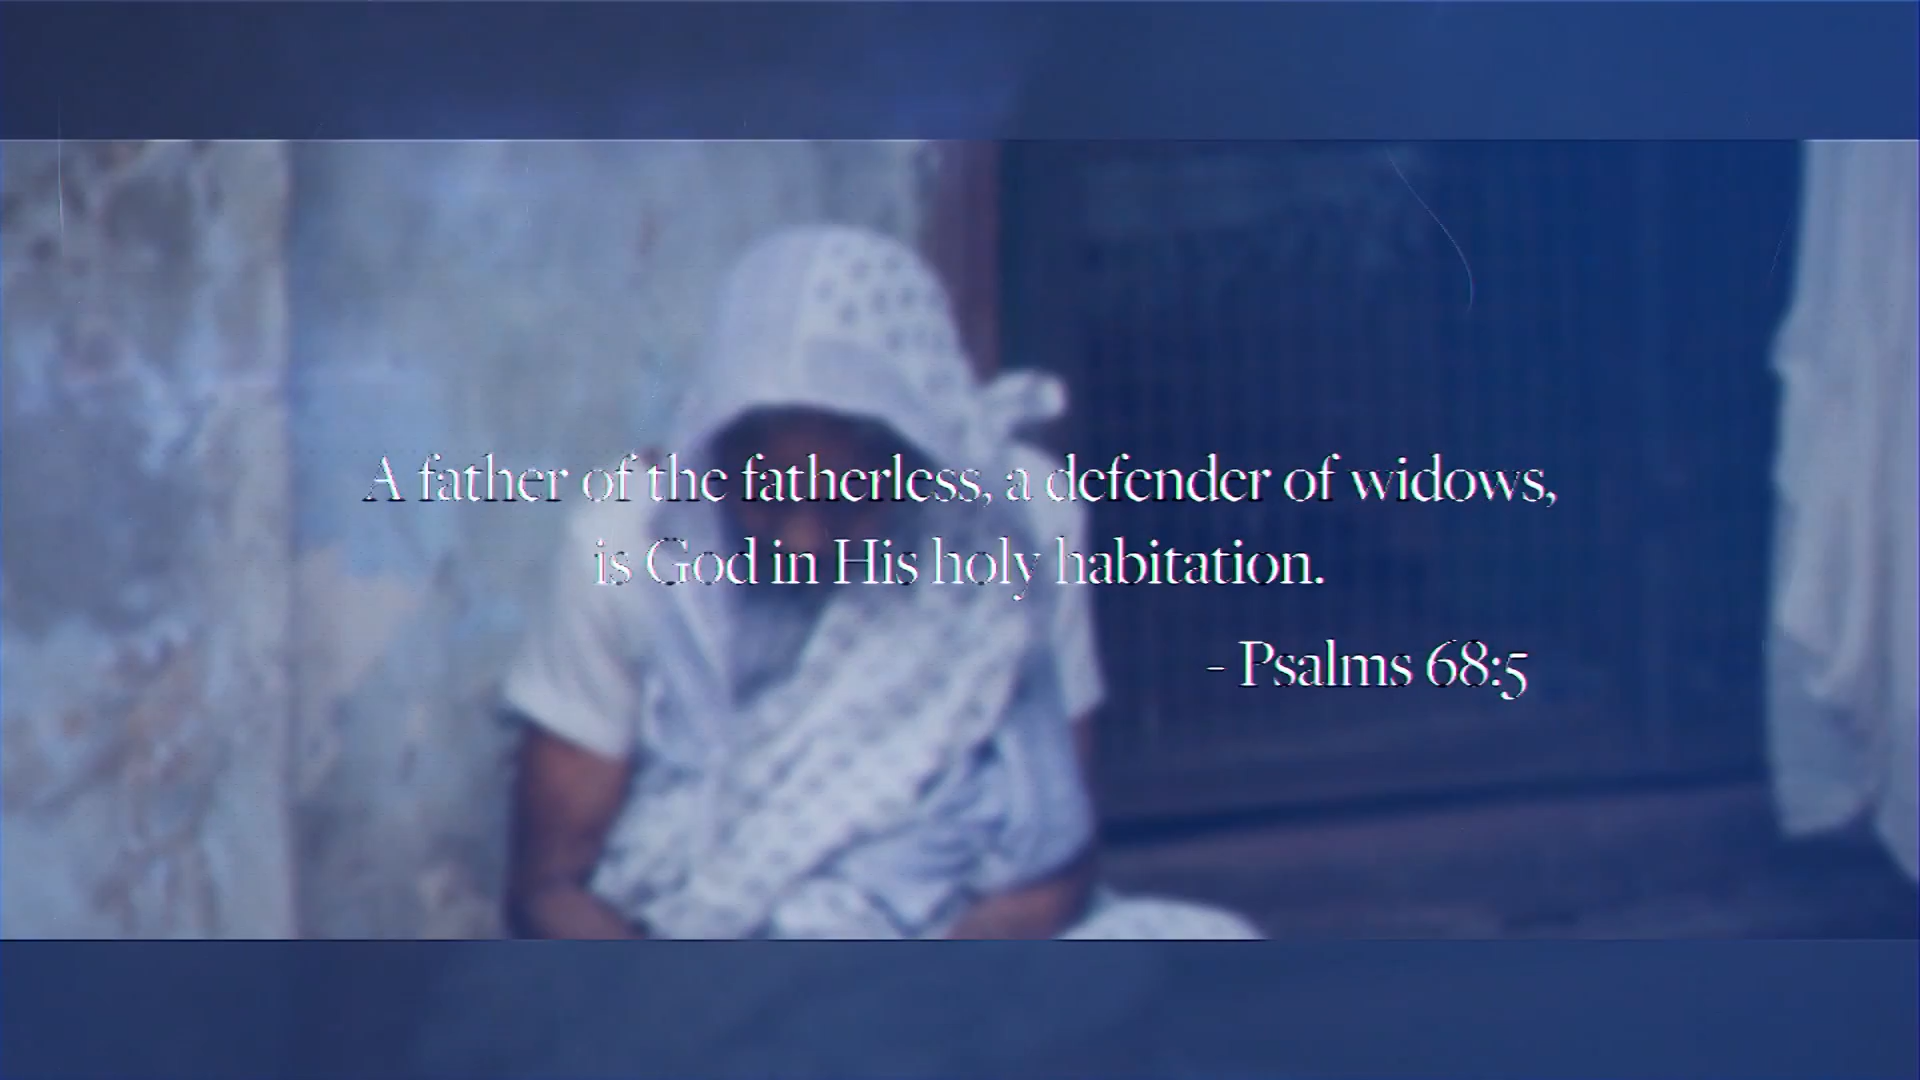 A father of the fatherless, a defender of widows,
is God in His holy habitation.
- Psalms 68:5